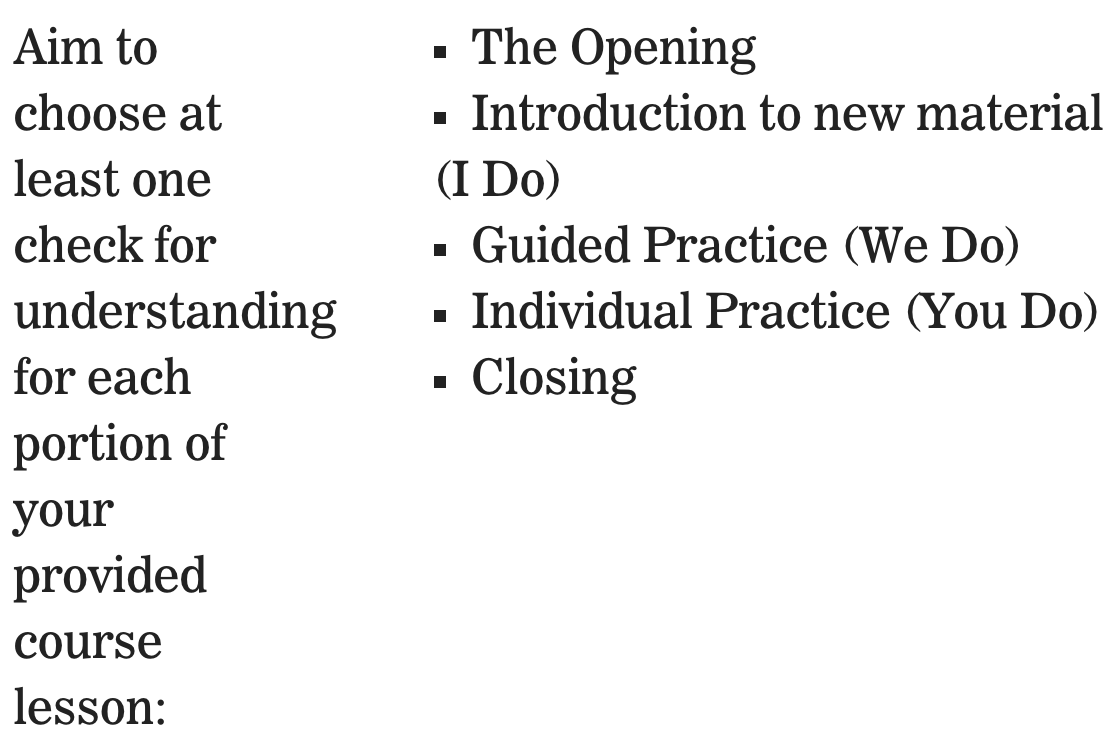 Aim to
choose at
least one
check for
understanding
for each
portion of
your
provided
course
lesson:
▪ The Opening
▪ Introduction to new material
(I Do)
▪ Guided Practice (We Do)
▪ Individual Practice (You Do)
▪ Closing